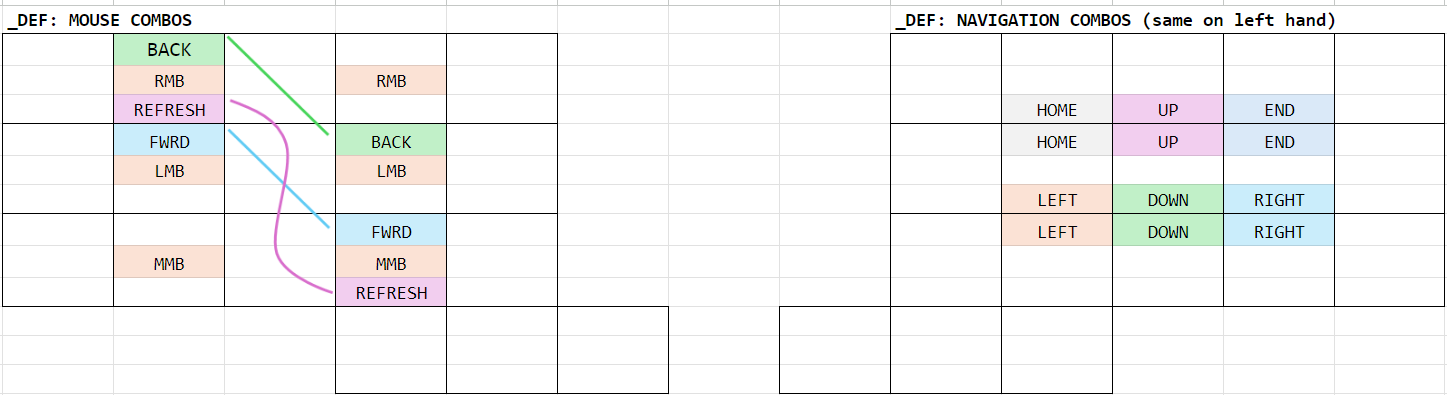 _DEF: MOUSE COMBOS
BACK
RMB RMB
REFRESH
FWRD BACK
LMB LMB
FWRD
MMB MMB
REFRESH
_DEF: NAVIGATION COMBOS (same on left hand)
HOME UP END
HOME UP END
LEFT DOWN RIGHT
LEFT DOWN RIGHT